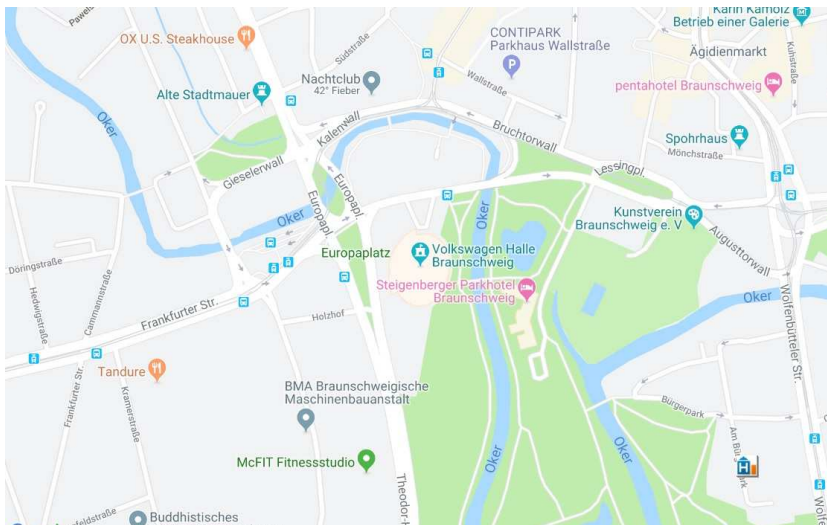 Karin Kamolz
Betrieb einer Galerie
OX U.S. Steakhouse
CONTIPARK
Parkhaus Wallstraße
P
Südstraße
Ägidienmarkt
Kuhstraße
Nachtclub
42° Fieber
Wallstraße
pentahotel Braunschweig
Alte Stadtmauer
Oker
Kalenwall
Bruchtorwall
Spohrhaus
Mönchstraße
Lessingpl.
Gieselerwall
Europapl.
Europapl.
Oker
Oker
Kunstverein
Braunschweig e. V
Augusttorwall
Europaplatz
Volkswagen Halle
Braunschweig
Döringstraße
Steigenberger Parkhotel
Braunschweig
Oker
Wolfenbütteler Str.
Hedwigstraße
Cammannstraße
Frankfurter Str.
Holzhof
Tandure
Frankfurter Str.
Kramerstraße
BMA Braunschweigische
Maschinenbauanstalt
Bürgerpark
McFIT Fitnessstudio
Oker
Oker
H
Buddhistisches